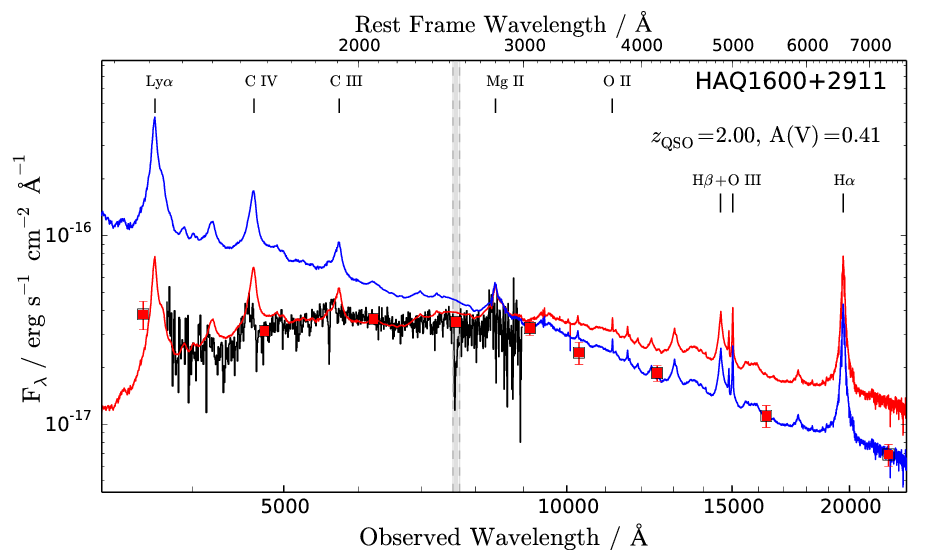 Rest Frame Wavelength / Å
2000 3000 4000 5000 6000 7000
Lyα C IV C III Mg II O II HAQ1600+2911
z_QSO=2.00, A(V)=0.41
Hβ+O III Hα
10⁻¹⁶
10⁻¹⁷
F_λ / erg s⁻¹ cm⁻² Å⁻¹
5000 10000 15000 20000
Observed Wavelength / Å